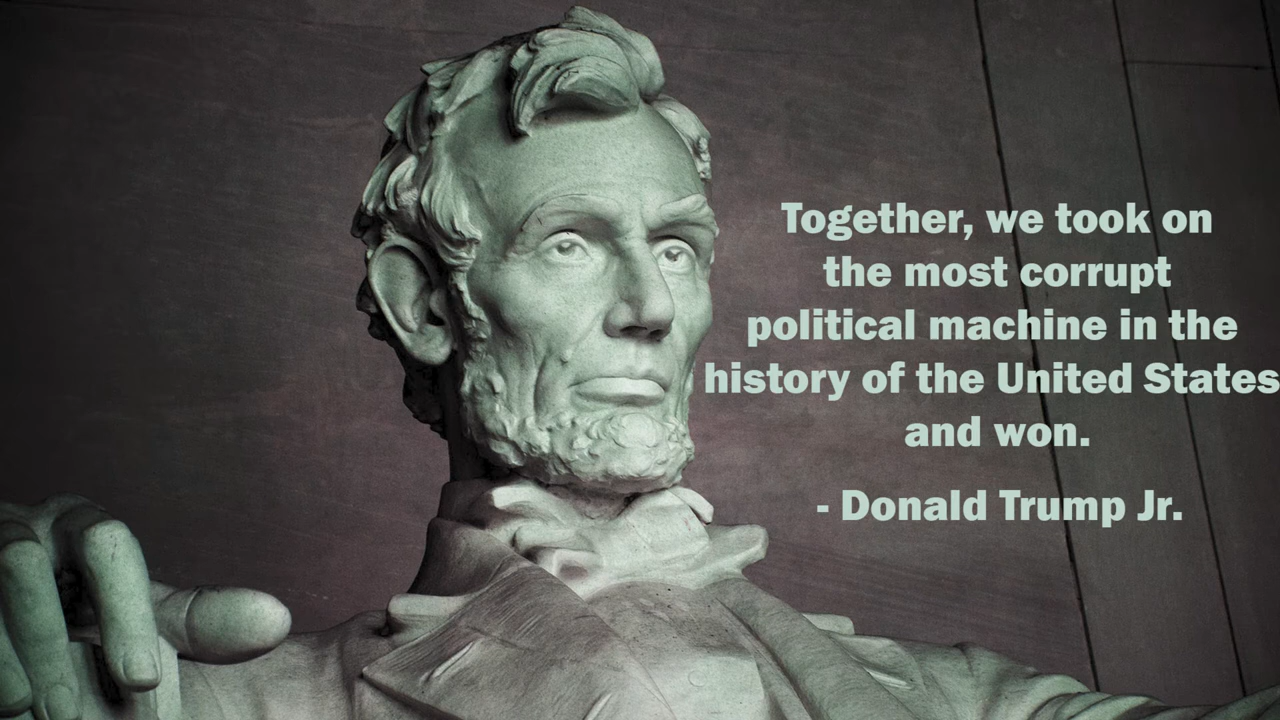 Together, we took on
the most corrupt
political machine in the
history of the United States
and won.
- Donald Trump Jr.